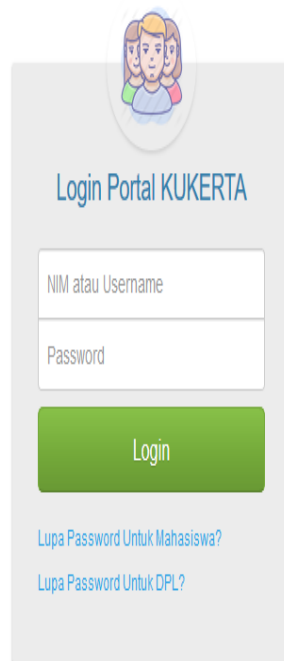 Login Portal KUKERTA
NIM atau Username
Password
Login
Lupa Password Untuk Mahasiswa?
Lupa Password Untuk DPL?